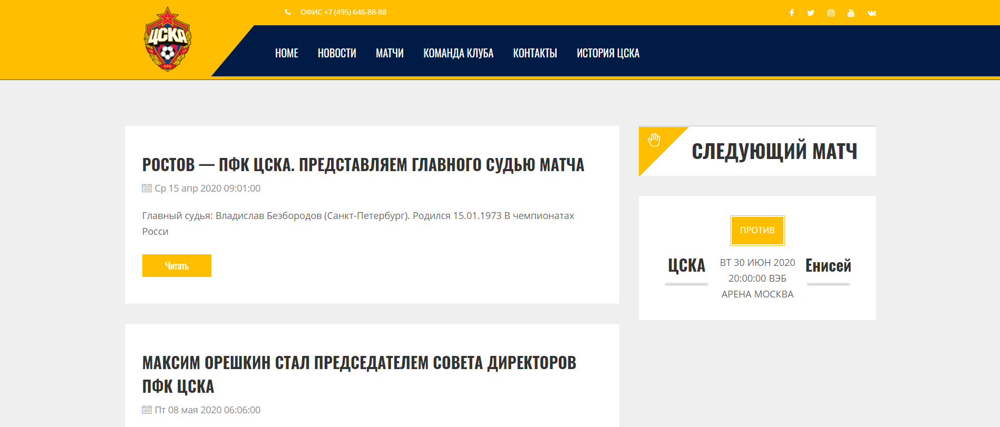 ЦСКА
ПФК
ОФИС +7 (495) 646-88-88
HOME НОВОСТИ МАТЧИ КОМАНДА КЛУБА КОНТАКТЫ ИСТОРИЯ ЦСКА
РОСТОВ — ПФК ЦСКА. ПРЕДСТАВЛЯЕМ ГЛАВНОГО СУДЬЮ МАТЧА
Ср 15 апр 2020 09:01:00
Главный судья: Владислав Безбородов (Санкт-Петербург). Родился 15.01.1973 В чемпионатах
Росси
Читать
МАКСИМ ОРЕШКИН СТАЛ ПРЕДСЕДАТЕЛЕМ СОВЕТА ДИРЕКТОРОВ
ПФК ЦСКА
Пт 08 мая 2020 06:06:00
СЛЕДУЮЩИЙ МАТЧ
ПРОТИВ
ЦСКА
ВТ 30 ИЮН 2020
20:00:00 ВЭБ
АРЕНА МОСКВА
Енисей